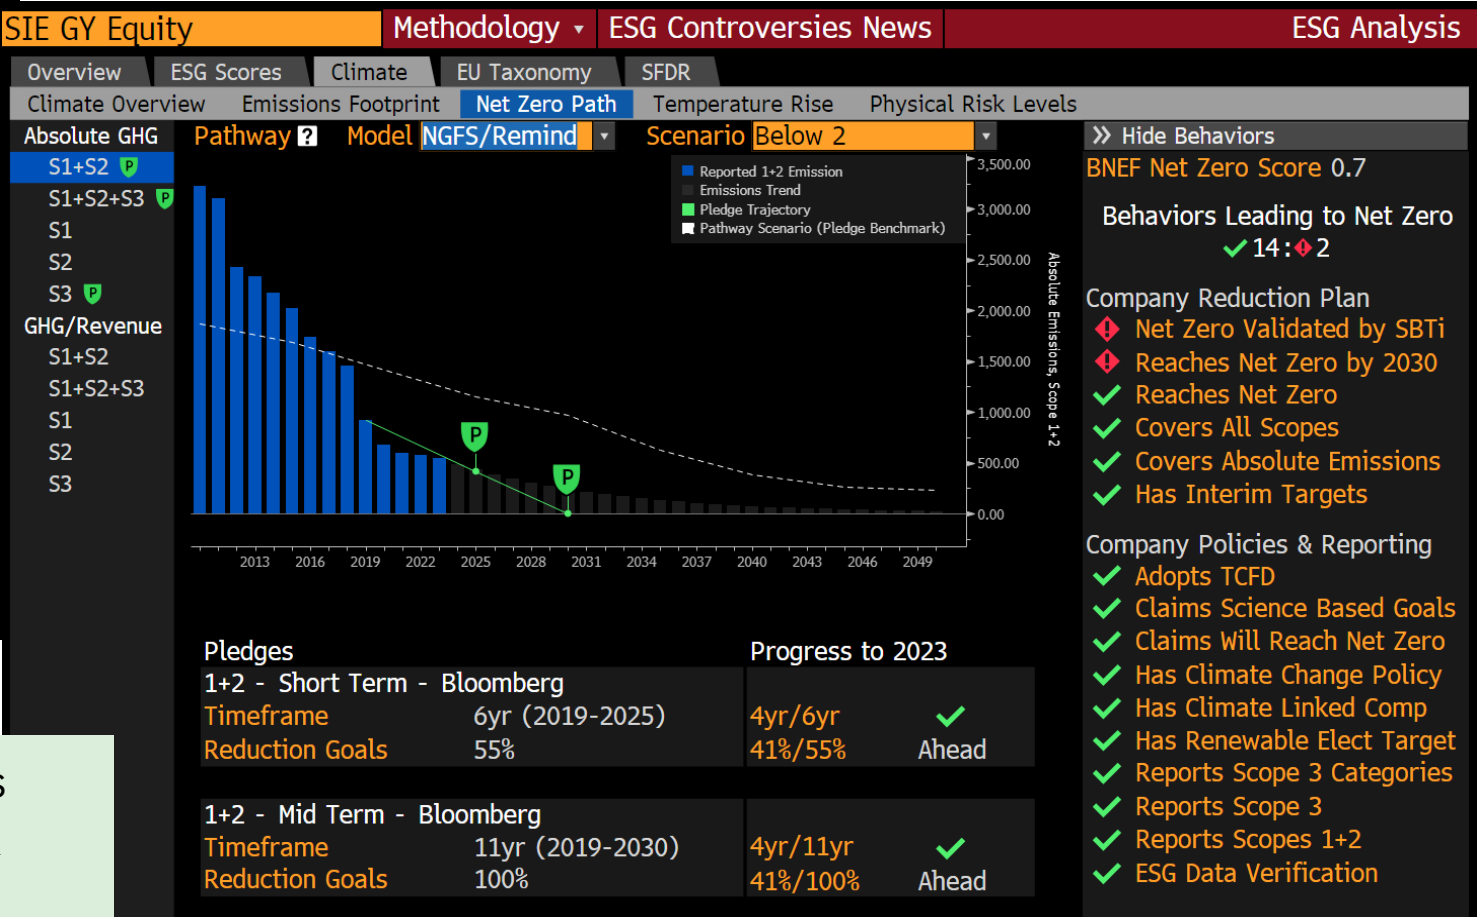 SIE GY Equity Methodology ESG Controversies News ESG Analysis
Overview ESG Scores Climate EU Taxonomy SFDR
Climate Overview Emissions Footprint Net Zero Path Temperature Rise Physical Risk Levels
Absolute GHG
S1+S2 P
S1+S2+S3 P
S1
S2
S3 P
GHG/Revenue
S1+S2
S1+S2+S3
S1
S2
S3
Pathway ? Model NGFS/Remind Scenario Below 2
Reported 1+2 Emission
Emissions Trend
Pledge Trajectory
Pathway Scenario (Pledge Benchmark)
3,500.00
3,000.00
2,500.00
2,000.00
1,500.00
1,000.00
500.00
0.00
Absolute Emissions, Scope 1+2
P
P
2013 2016 2019 2022 2025 2028 2031 2034 2037 2040 2043 2046 2049
Pledges Progress to 2023
1+2 - Short Term - Bloomberg
Timeframe 6yr (2019-2025) 4yr/6yr
Reduction Goals 55% 41%/55% Ahead
1+2 - Mid Term - Bloomberg
Timeframe 11yr (2019-2030) 4yr/11yr
Reduction Goals 100% 41%/100% Ahead
» Hide Behaviors
BNEF Net Zero Score 0.7
Behaviors Leading to Net Zero
14 : 2
Company Reduction Plan
Net Zero Validated by SBTi
Reaches Net Zero by 2030
Reaches Net Zero
Covers All Scopes
Covers Absolute Emissions
Has Interim Targets
Company Policies & Reporting
Adopts TCFD
Claims Science Based Goals
Claims Will Reach Net Zero
Has Climate Change Policy
Has Climate Linked Comp
Has Renewable Elect Target
Reports Scope 3 Categories
Reports Scope 3
Reports Scopes 1+2
ESG Data Verification